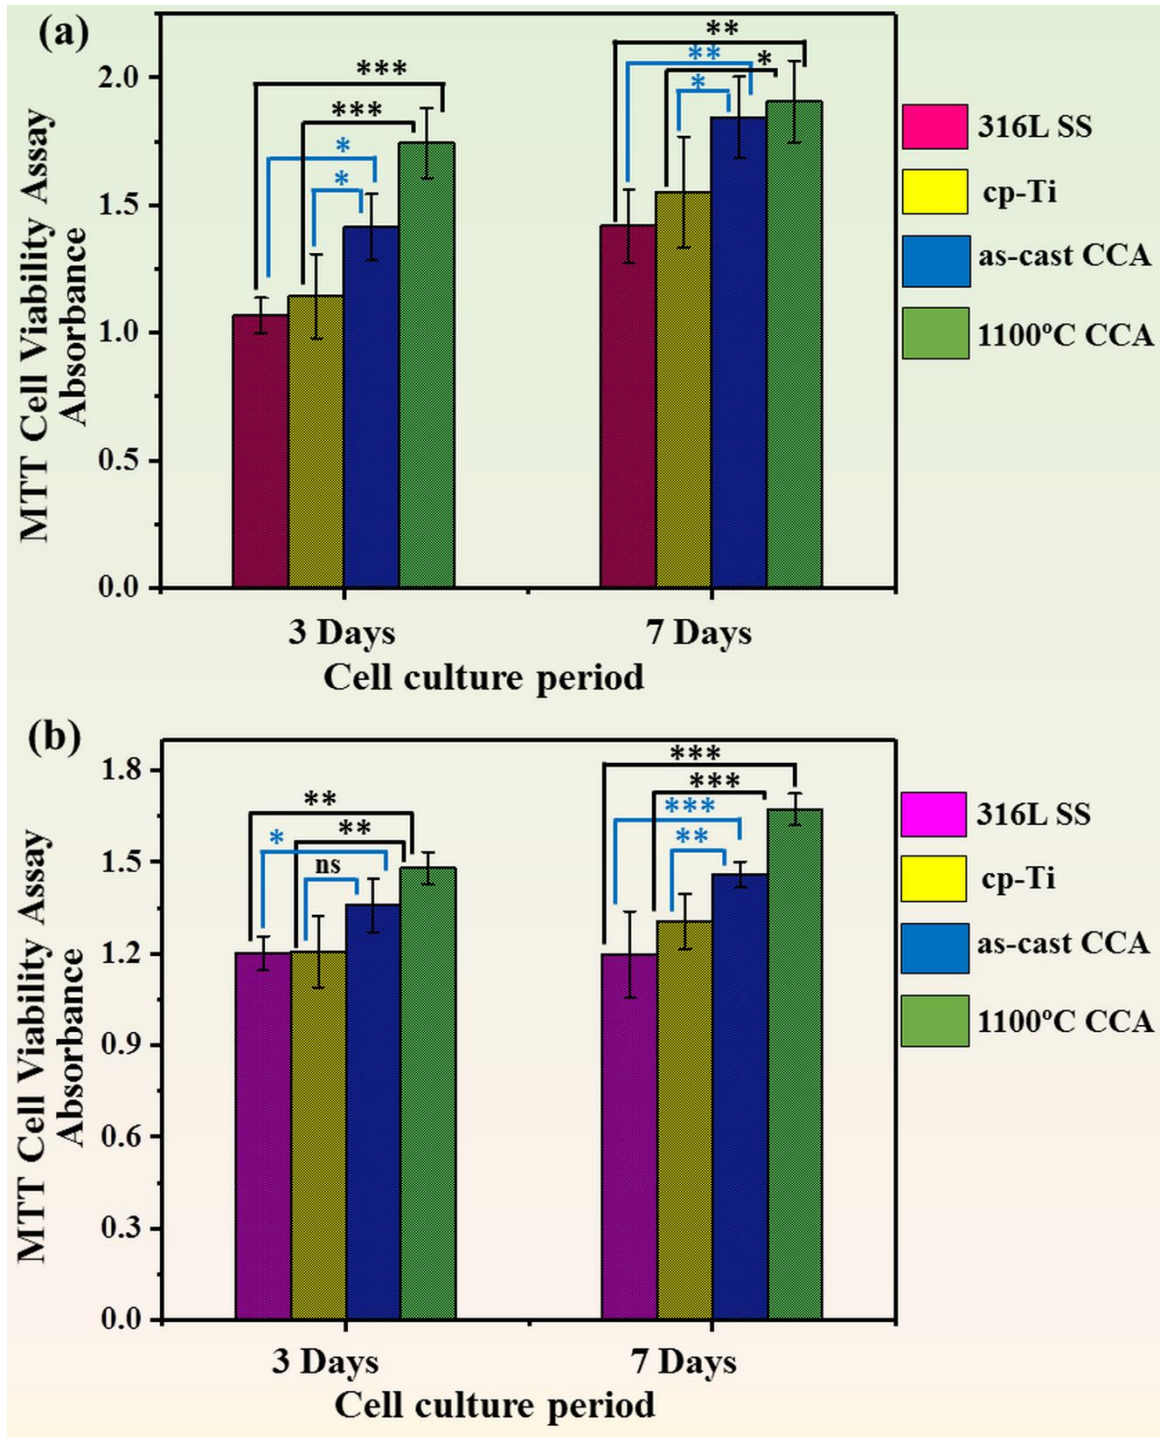 (a)
MTT Cell Viability Assay
Absorbance
2.0
1.5
1.0
0.5
0.0
***
***
*
*
**
**
*
*
3 Days
7 Days
Cell culture period
316L SS
cp-Ti
as-cast CCA
1100ºC CCA
(b)
MTT Cell Viability Assay
Absorbance
1.8
1.5
1.2
0.9
0.6
0.3
0.0
**
**
*
ns
***
***
***
**
3 Days
7 Days
Cell culture period
316L SS
cp-Ti
as-cast CCA
1100ºC CCA